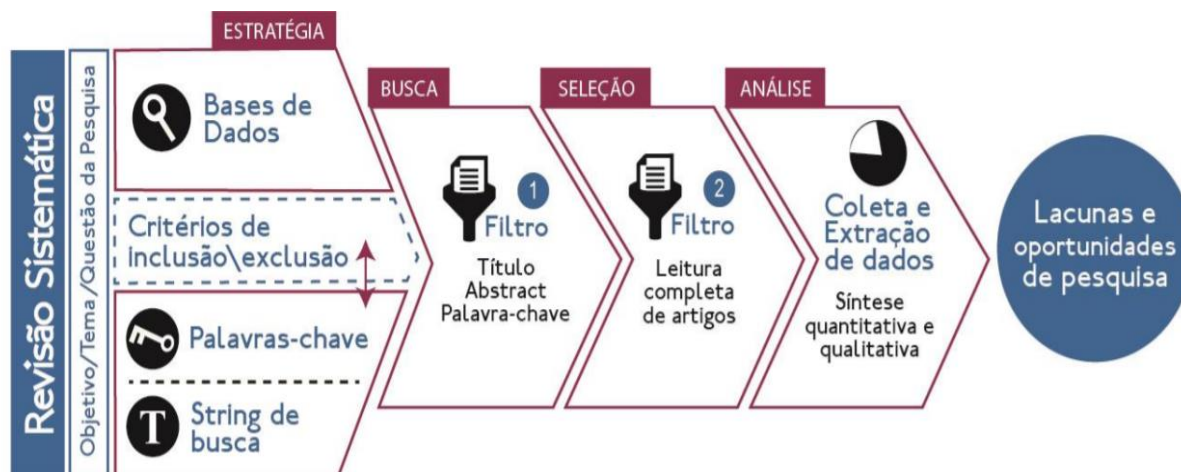 Revisão Sistemática
Objetivo/Tema/Questão da Pesquisa
ESTRATÉGIA
Bases de
Dados
Critérios de
inclusão\exclusão
Palavras-chave
T
String de
busca
BUSCA
1
Filtro
Título
Abstract
Palavra-chave
SELEÇÃO
2
Filtro
Leitura
completa
de artigos
ANÁLISE
Coleta e
Extração
de dados
Síntese
quantitativa e
qualitativa
Lacunas e
oportunidades
de pesquisa